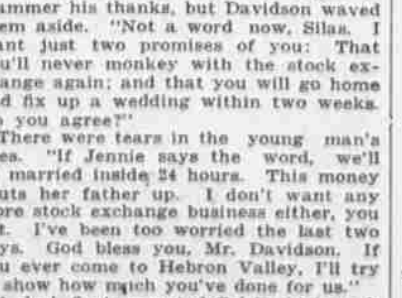 ammer his thanks, but Davidson waved
em aside. "Not a word now, Silas. I
ant just two promises of you: That
u'll never monkey with the stock ex-
ange again; and that you will go home
d fix up a wedding within two weeks.
o you agree?"
There were tears in the young man's
es. "If Jennie says the word, we'll
married inside 24 hours. This money
uts her father up. I don't want any
ore stock exchange business either, you
t. I've been too worried the last two
ys. God bless you, Mr. Davidson. If
u ever come to Hebron Valley, I'll try
show how much you've done for us."